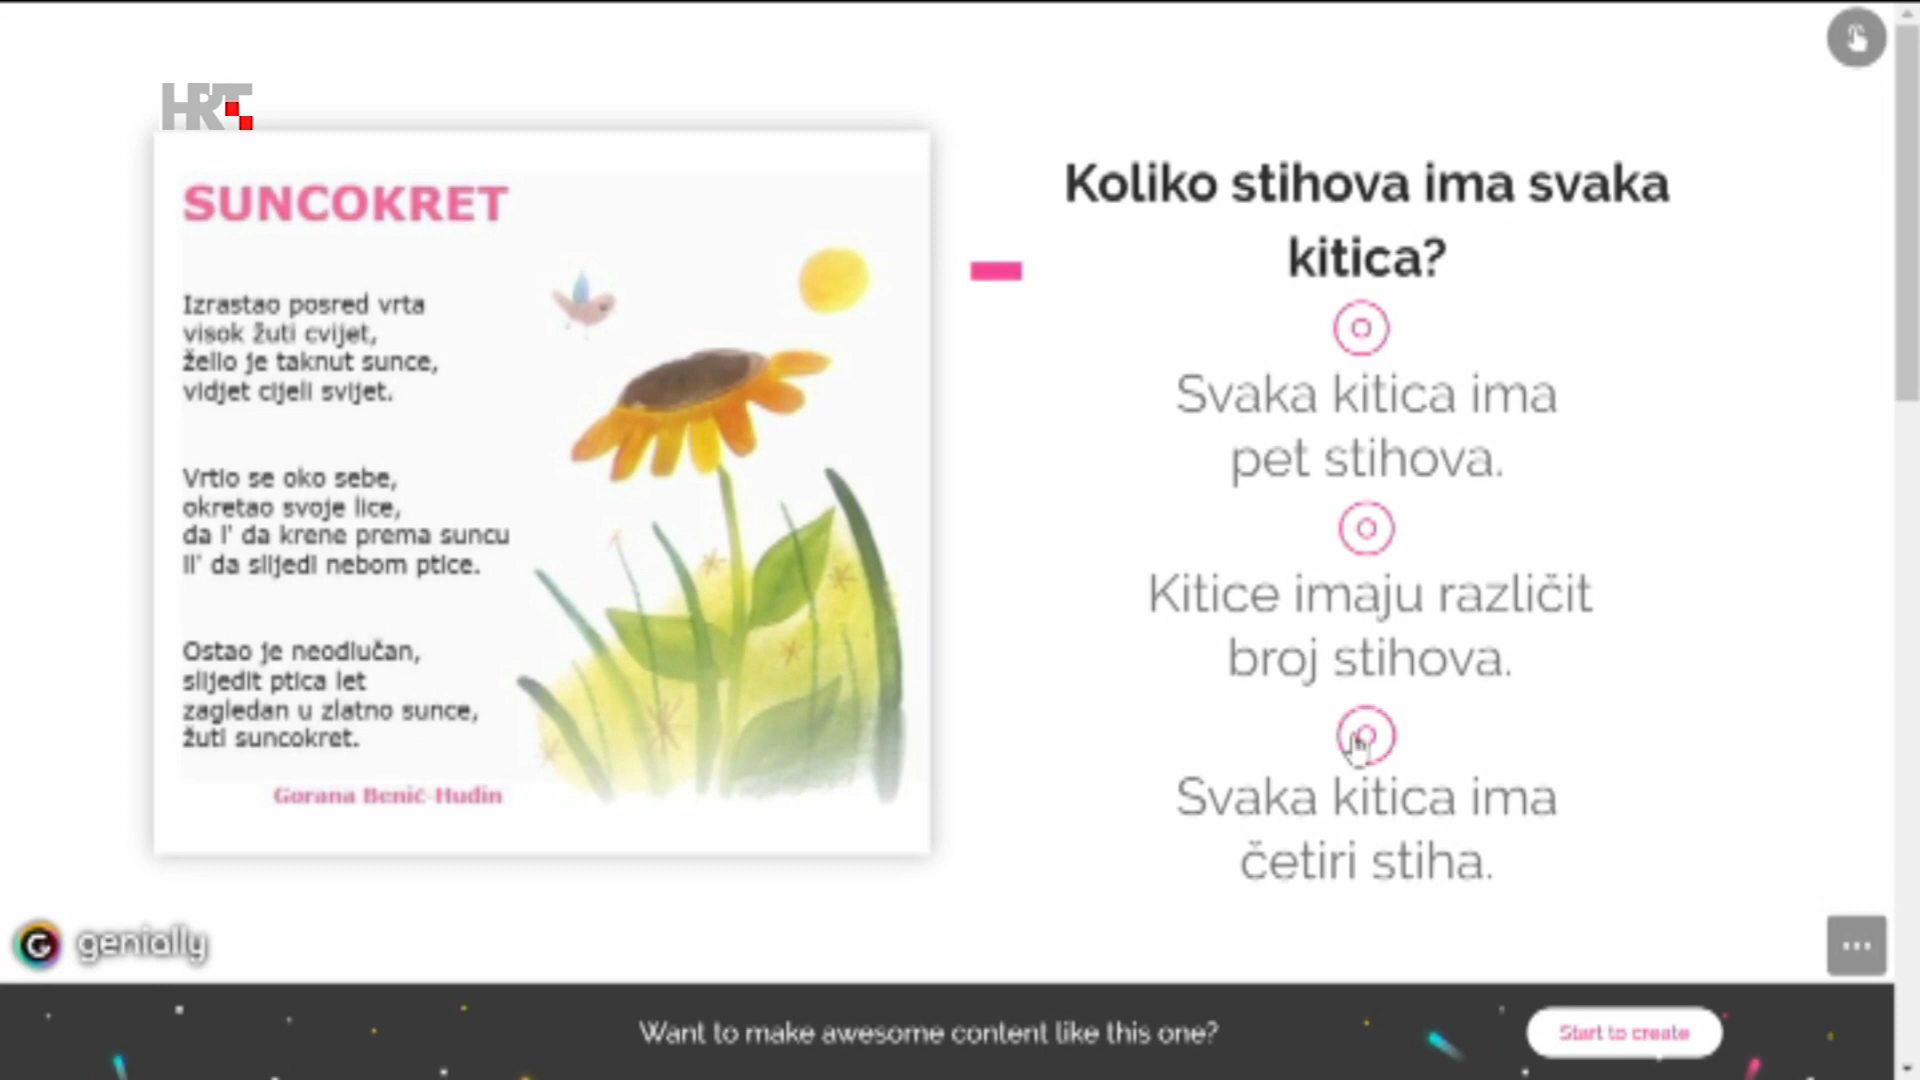 HRT
SUNCOKRET
Izrastao posred vrta
visok žuti cvijet,
želio je taknut sunce,
vidjet cijeli svijet.
Vrtio se oko sebe,
okretao svoje lice,
da l' da krene prema suncu
il' da slijedi nebom ptice.
Ostao je neodlučan,
slijedit ptica let
zagledan u zlatno sunce,
žuti suncokret.
Gorana Benić-Hudin
Koliko stihova ima svaka
kitica?
Svaka kitica ima
pet stihova.
Kitice imaju različit
broj stihova.
Svaka kitica ima
četiri stiha.
genially
Want to make awesome content like this one?
Start to create